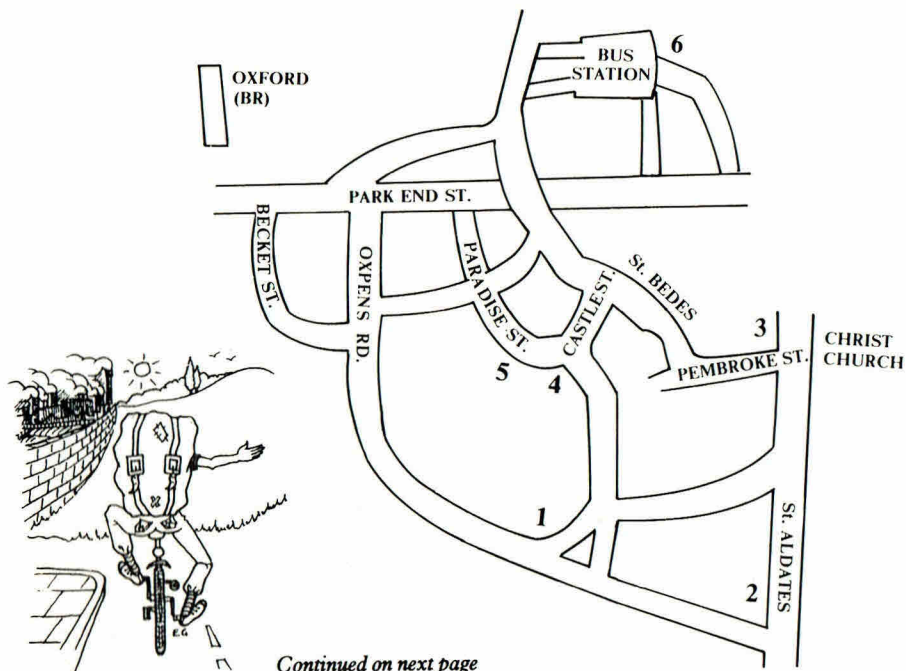 OXFORD
(BR)
BUS
STATION
6
PARK END ST.
BECKET ST.
OXPENS RD.
PARADISE ST.
CASTLE ST.
St. BEDES
3
CHRIST
CHURCH
PEMBROKE ST.
5
4
1
2
St. ALDATES
E.G
Continued on next page